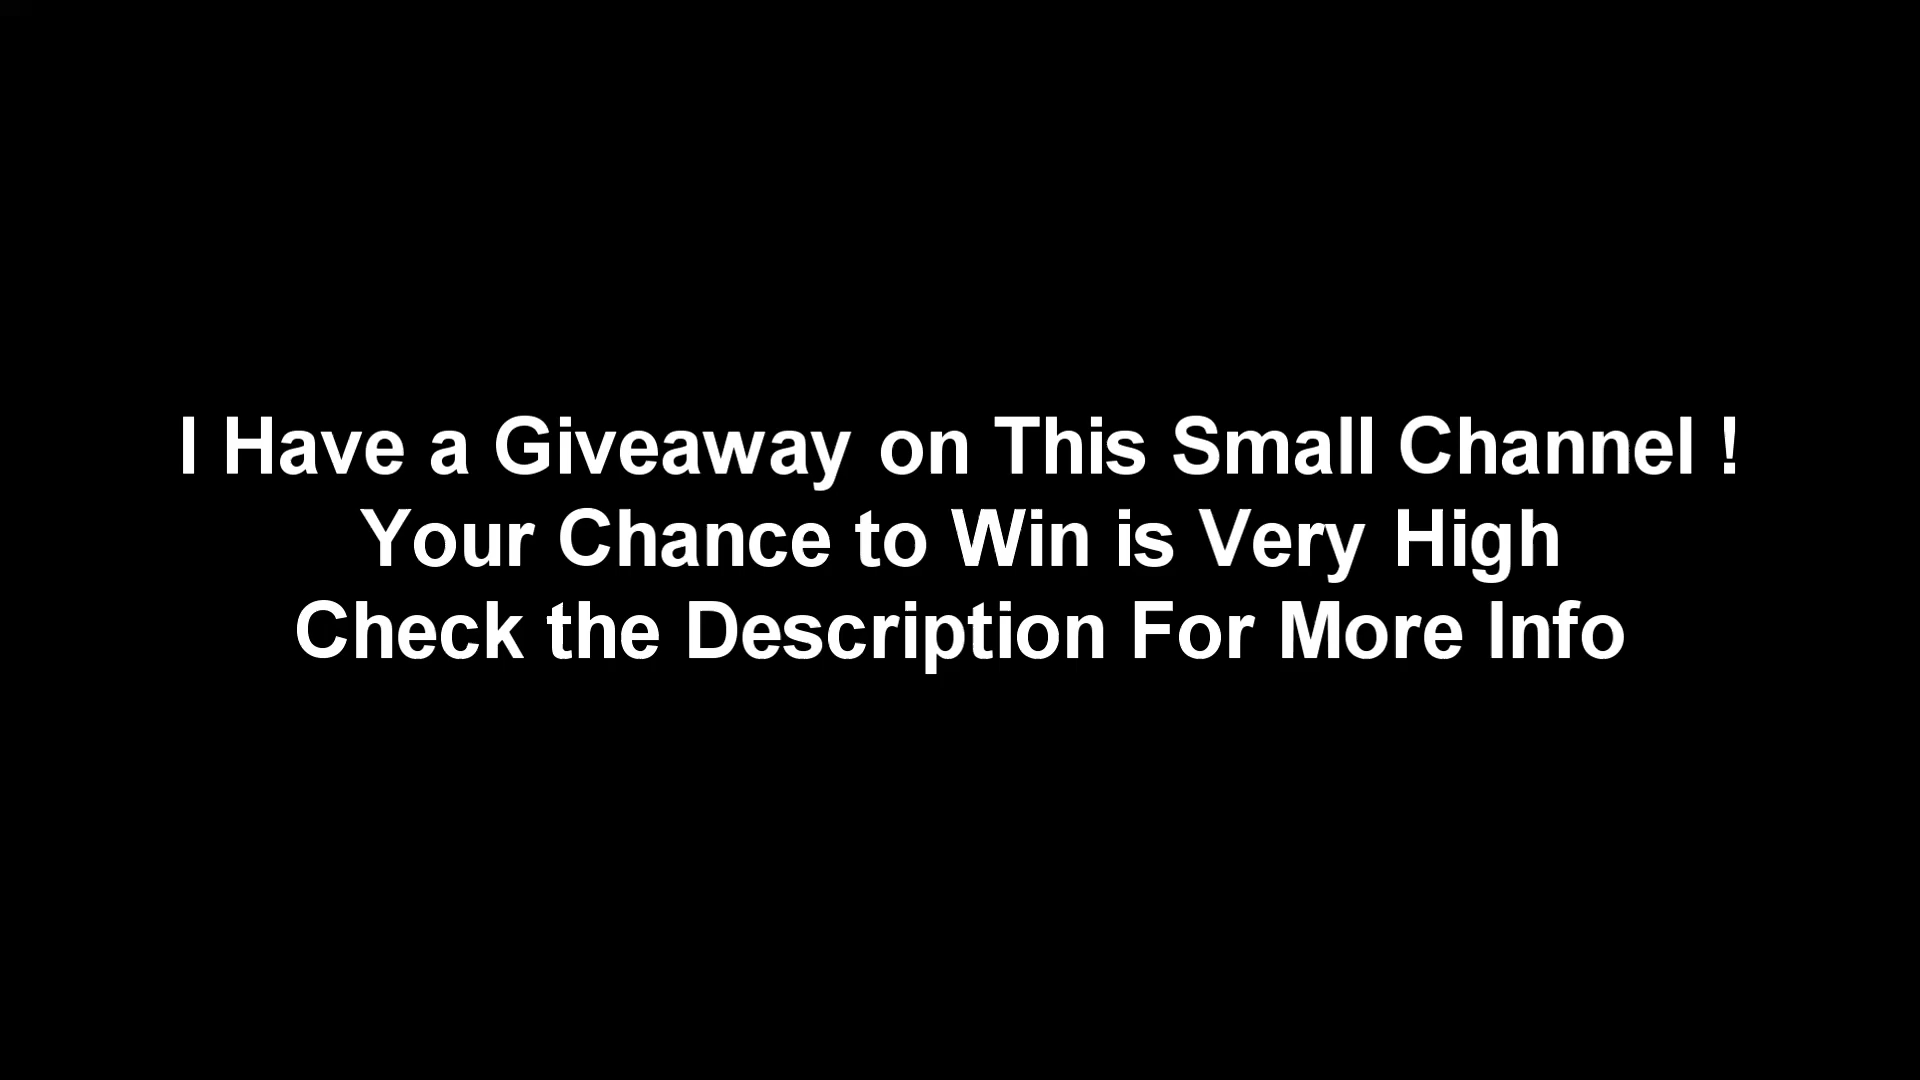 I Have a Giveaway on This Small Channel !
Your Chance to Win is Very High
Check the Description For More Info